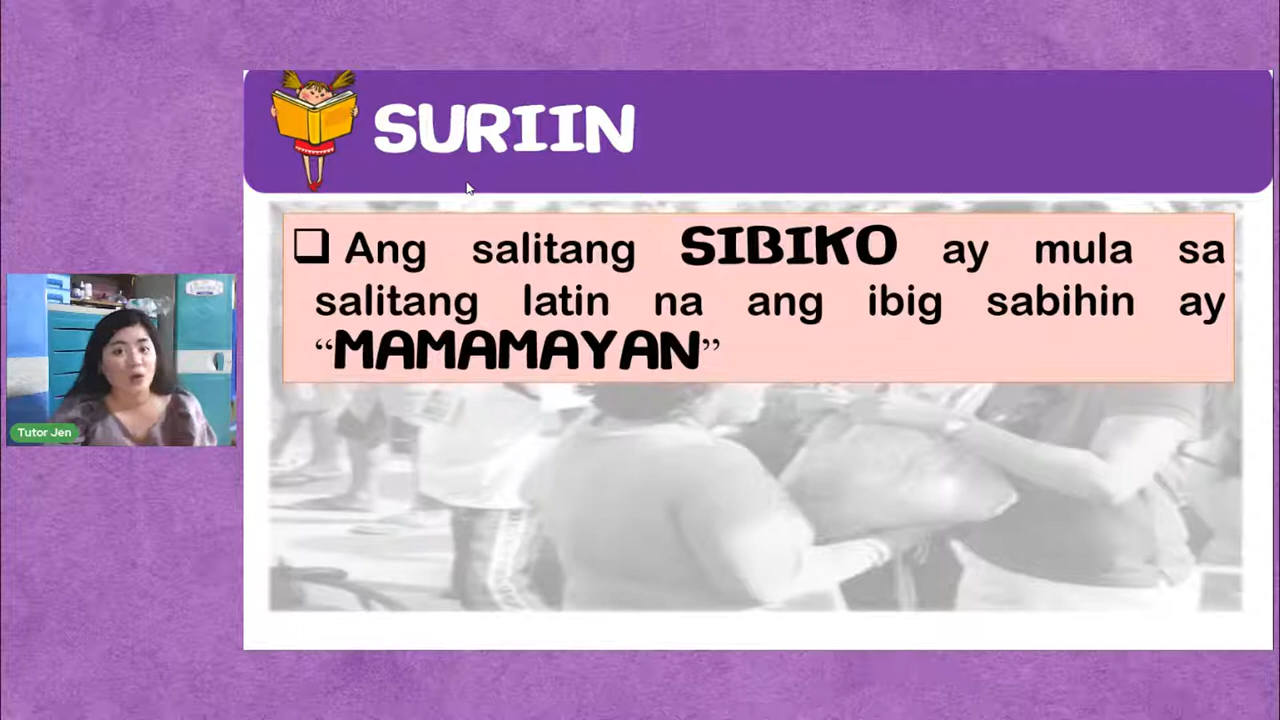 SURIIN
❑ Ang salitang SIBIKO ay mula sa
salitang latin na ang ibig sabihin ay
“MAMAMAYAN”
Tutor Jen